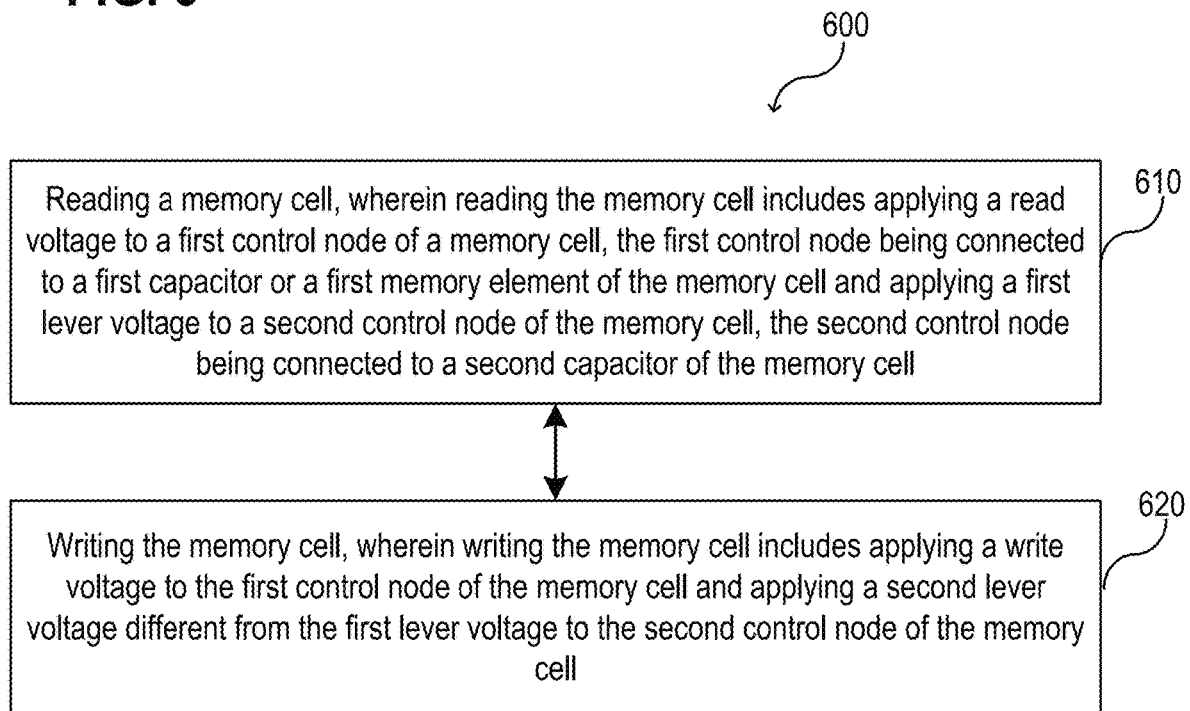 600
Reading a memory cell, wherein reading the memory cell includes applying a read
voltage to a first control node of a memory cell, the first control node being connected
to a first capacitor or a first memory element of the memory cell and applying a first
lever voltage to a second control node of the memory cell, the second control node
being connected to a second capacitor of the memory cell
610
Writing the memory cell, wherein writing the memory cell includes applying a write
voltage to the first control node of the memory cell and applying a second lever
voltage different from the first lever voltage to the second control node of the memory
cell
620